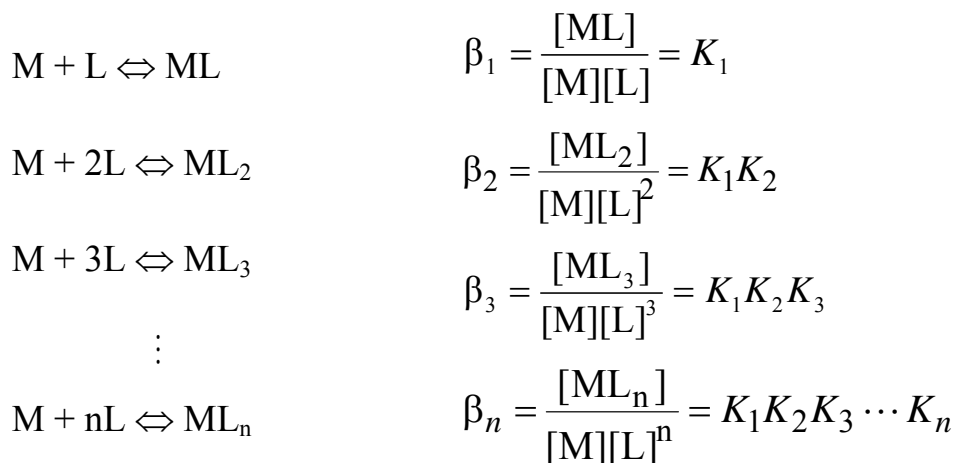 M + L ⇔ ML    β₁ = [ML] / [M][L] = K₁
M + 2L ⇔ ML₂    β₂ = [ML₂] / [M][L]² = K₁K₂
M + 3L ⇔ ML₃    β₃ = [ML₃] / [M][L]³ = K₁K₂K₃
⋮
M + nL ⇔ MLₙ    βₙ = [MLₙ] / [M][L]ⁿ = K₁K₂K₃ ⋯ Kₙ